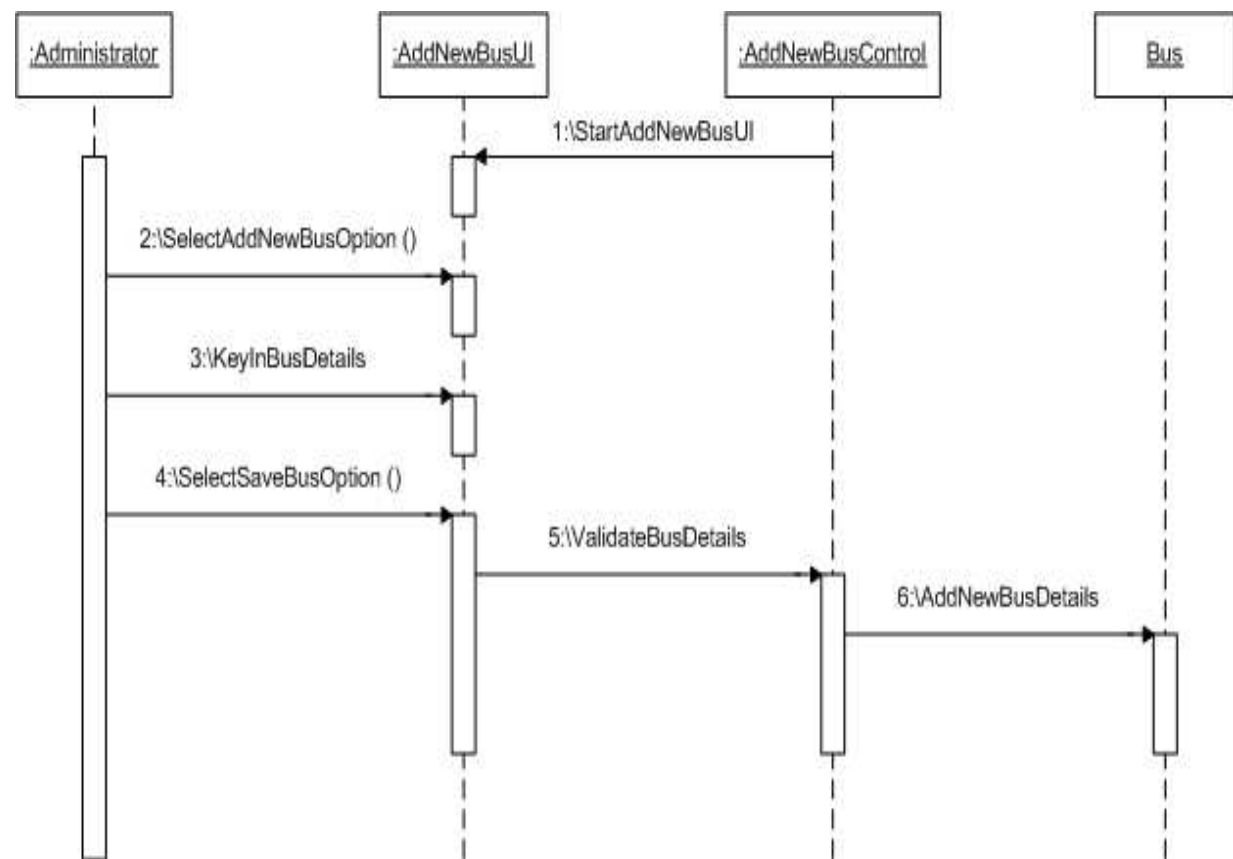 :Administrator
:AddNewBusUI
:AddNewBusControl
Bus
1:\StartAddNewBusUI
2:\SelectAddNewBusOption ()
3:\KeyInBusDetails
4:\SelectSaveBusOption ()
5:\ValidateBusDetails
6:\AddNewBusDetails